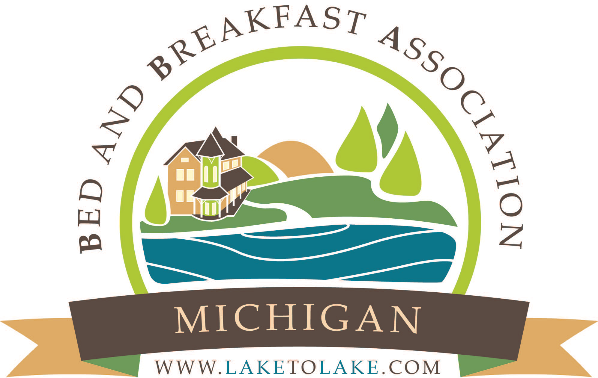 BED AND BREAKFAST ASSOCIATION
MICHIGAN
WWW.LAKETOLAKE.COM